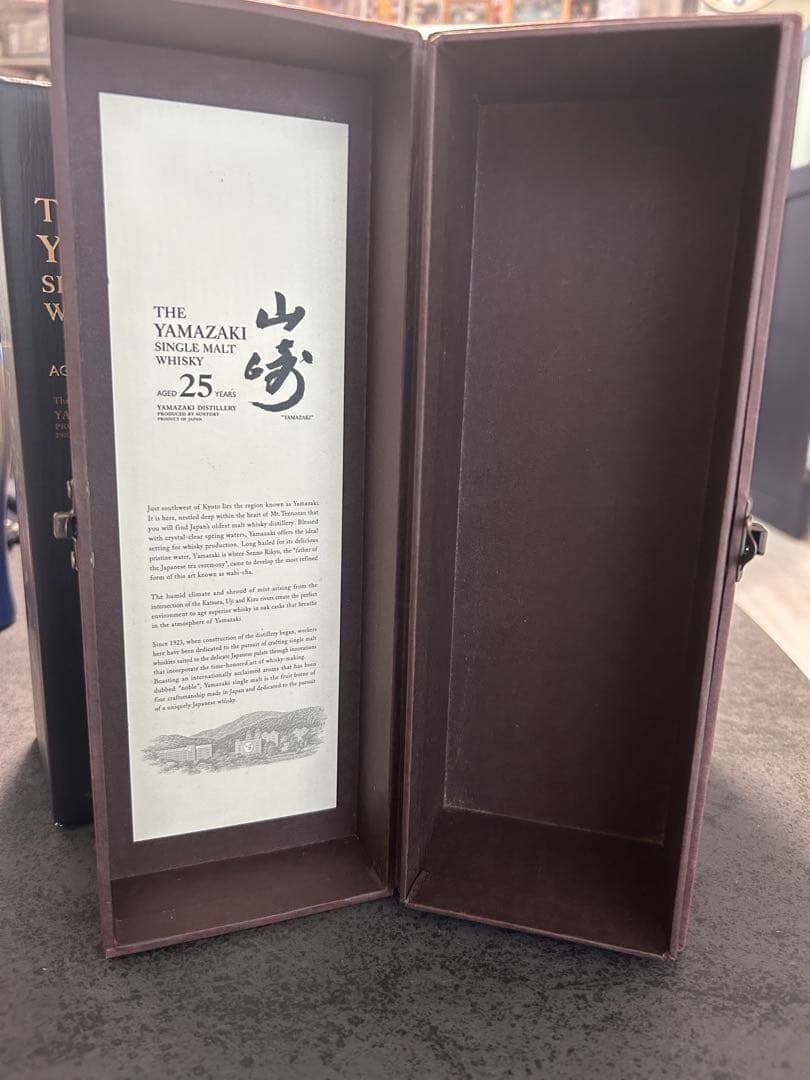 THE
YAMAZAKI
SINGLE MALT
WHISKY
AGED 25 YEARS
YAMAZAKI DISTILLERY
PRODUCED BY SUNTORY
PRODUCT OF JAPAN
山崎
"YAMAZAKI"
Just southwest of Kyoto lies the region known as Yamazaki.
It is here, nestled deep within the heart of Mt. Tennozan that
you will find Japan's oldest malt whisky distillery. Blessed
with crystal-clear spring waters, Yamazaki offers the ideal
setting for whisky production. Long hailed for its delicious
pristine water, Yamazaki is where Senno Rikyu, the "father of
the Japanese tea ceremony", came to develop the most refined
form of this art known as wabi-cha.
The humid climate and shroud of mist arising from the
intersection of the Katsura, Uji and Kizu rivers create the perfect
environment to age superior whisky in oak casks that breathe
in the atmosphere of Yamazaki.
Since 1923, when construction of the distillery began, workers
here have been dedicated to the pursuit of crafting single malt
whiskies suited to the delicate Japanese palate through innovations
that incorporate the time-honored art of whisky-making.
Boasting an internationally acclaimed aroma that has been
dubbed "noble", Yamazaki single malt is the fruit borne of
fine craftsmanship made in Japan and dedicated to the pursuit
of a uniquely Japanese whisky.
T
Y
SI
W
AG
Th
YA
PR
PR